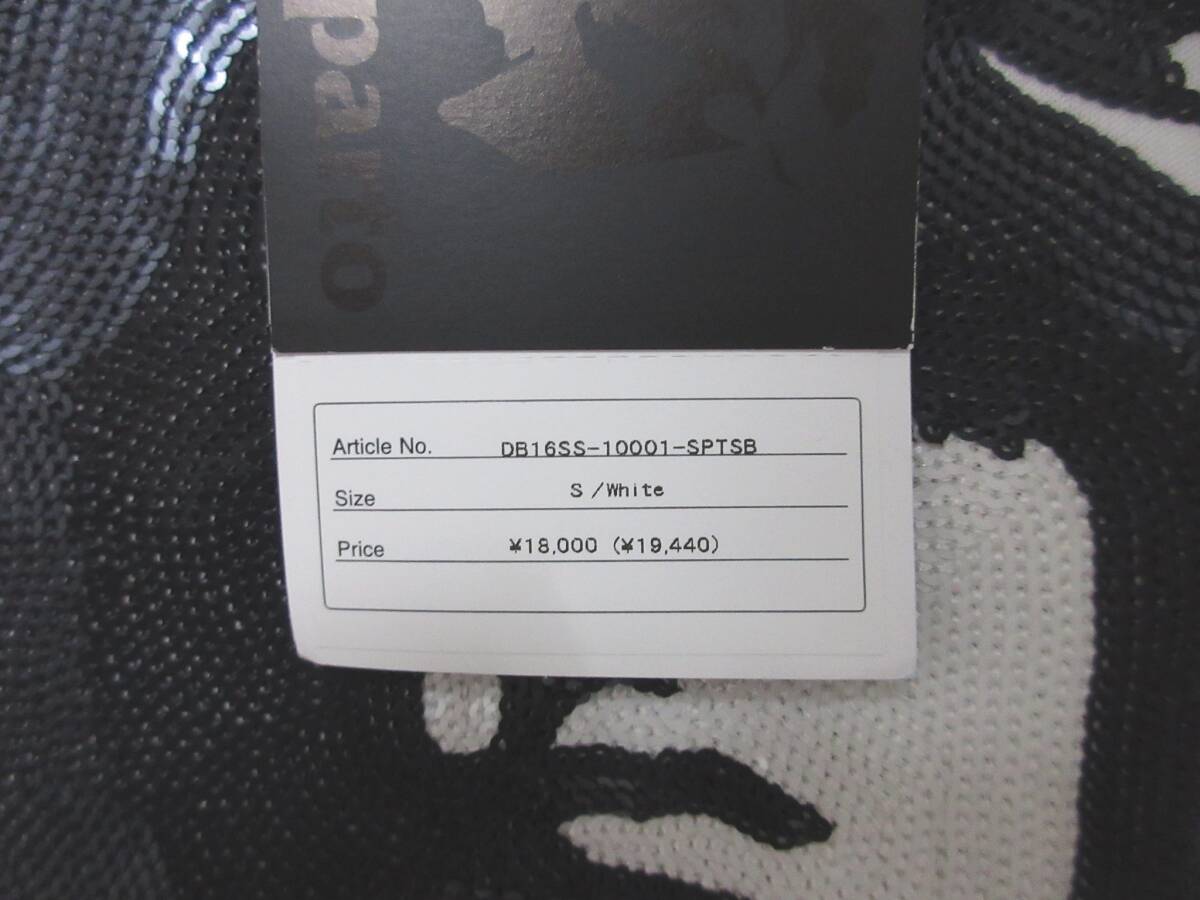 Article No. DB16SS-10001-SPTSB
Size S/White
Price ¥18,000 (¥19,440)